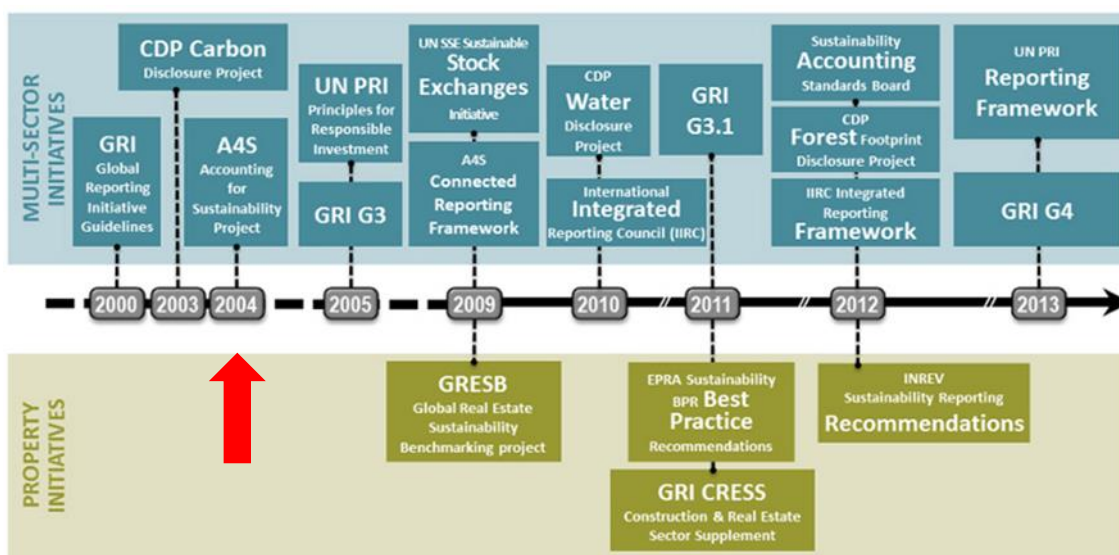 MULTI-SECTOR
INITIATIVES
GRI
Global
Reporting
Initiative
Guidelines
CDP Carbon
Disclosure Project
A4S
Accounting
for
Sustainability
Project
UN PRI
Principles for
Responsible
Investment
GRI G3
UN SSE Sustainable
Stock
Exchanges
Initiative
A4S
Connected
Reporting
Framework
CDP
Water
Disclosure
Project
International
Integrated
Reporting Council (IIRC)
GRI
G3.1
Sustainability
Accounting
Standards Board
CDP
Forest Footprint
Disclosure Project
IIRC Integrated
Reporting
Framework
UN PRI
Reporting
Framework
GRI G4
2000
2003
2004
2005
2009
2010
2011
2012
2013
PROPERTY
INITIATIVES
GRESB
Global Real Estate
Sustainability
Benchmarking project
EPRA Sustainability
BPR Best
Practice
Recommendations
GRI CRESS
Construction & Real Estate
Sector Supplement
INREV
Sustainability Reporting
Recommendations